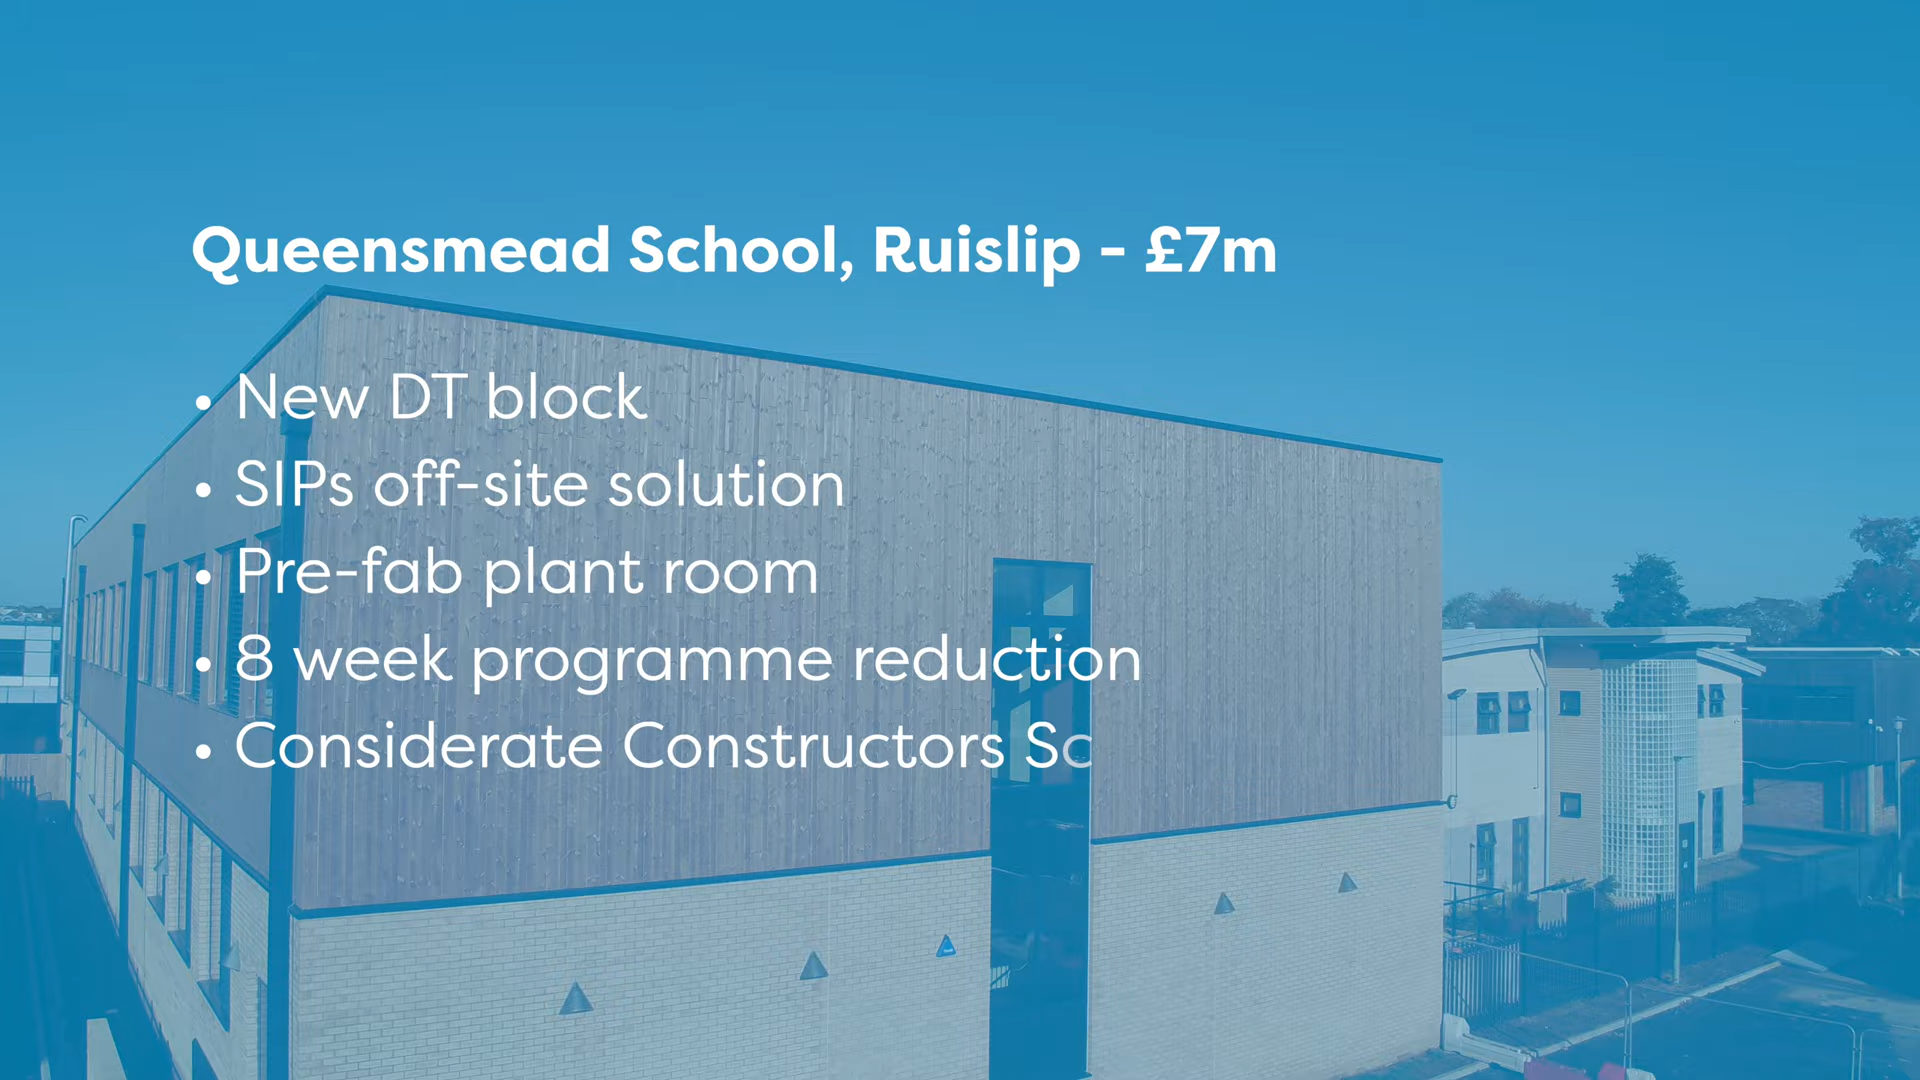 Queensmead School, Ruislip - £7m
• New DT block
• SIPs off-site solution
• Pre-fab plant room
• 8 week programme reduction
• Considerate Constructors Sc